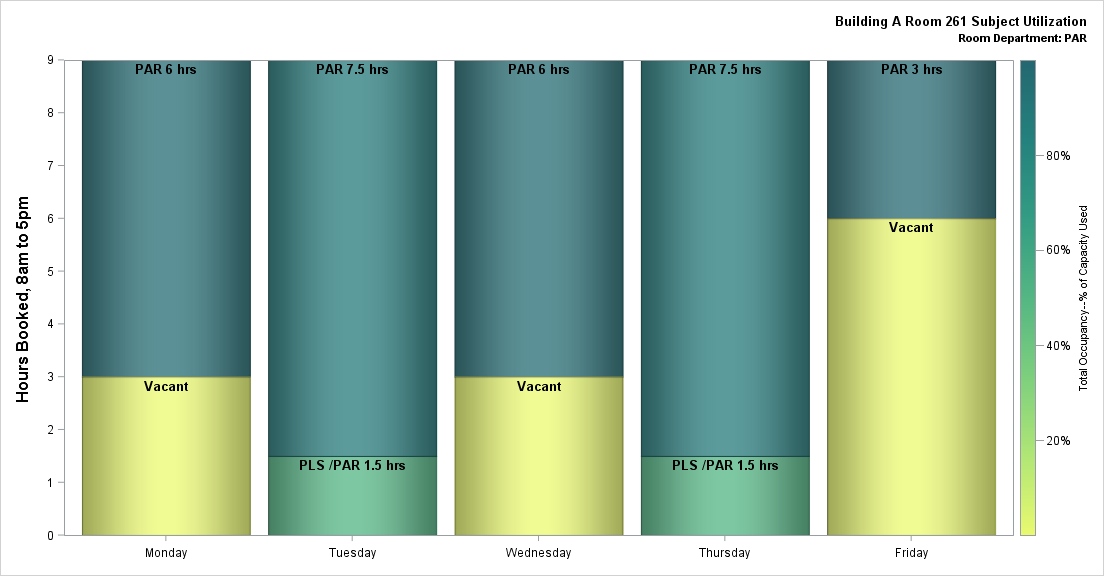 Building A Room 261 Subject Utilization
Room Department: PAR
Hours Booked, 8am to 5pm
9
8
7
6
5
4
3
2
1
0
PAR 6 hrs
Vacant
PAR 7.5 hrs
PLS /PAR 1.5 hrs
PAR 6 hrs
Vacant
PAR 7.5 hrs
PLS /PAR 1.5 hrs
PAR 3 hrs
Vacant
Monday
Tuesday
Wednesday
Thursday
Friday
80%
60%
40%
20%
Total Occupancy--% of Capacity Used